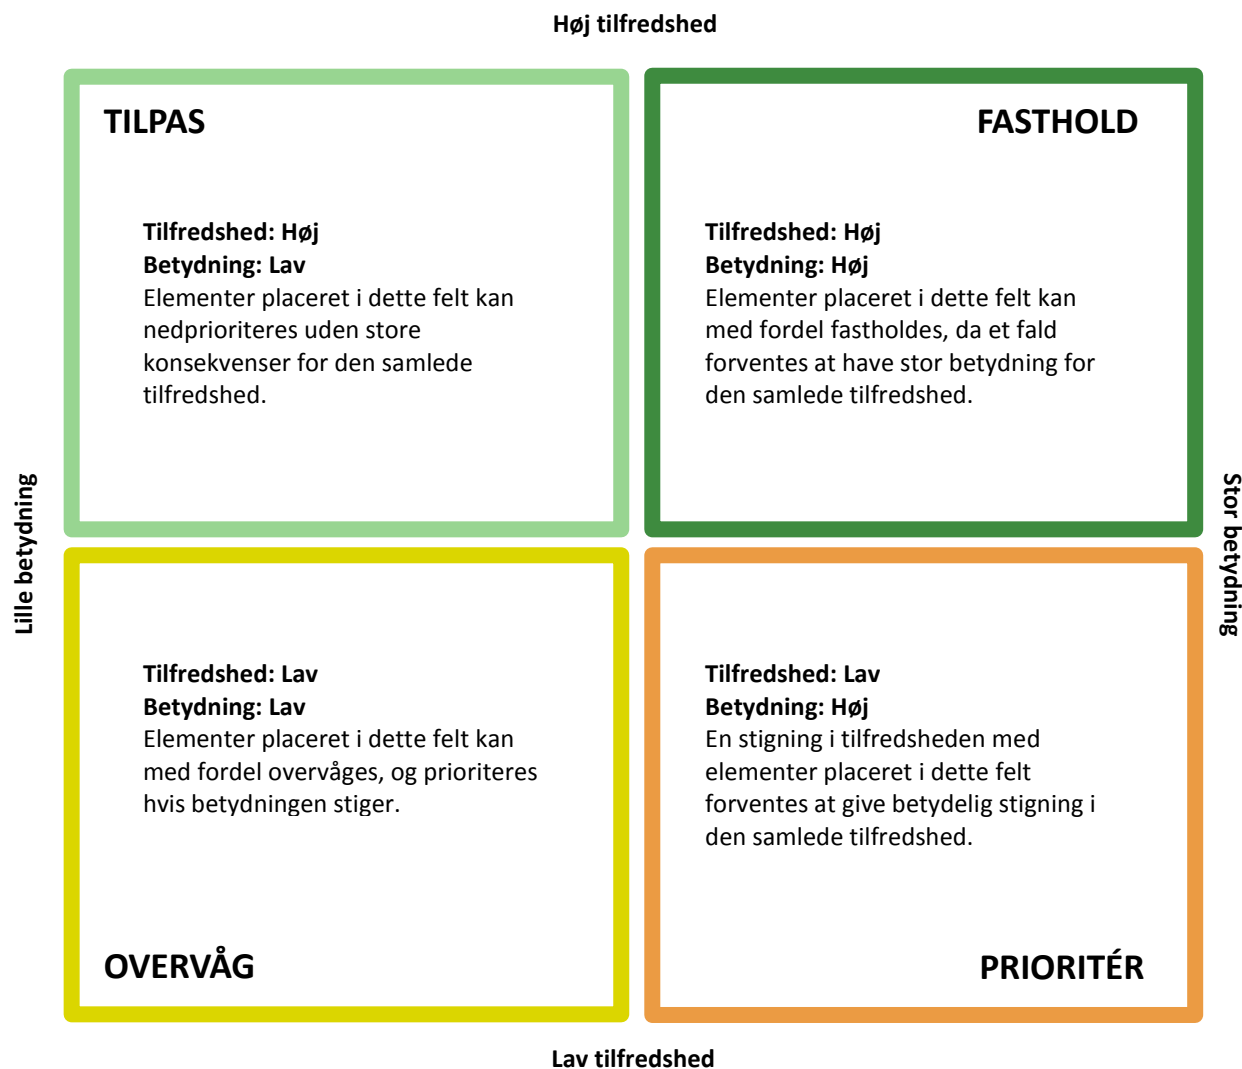 Høj tilfredshed
TILPAS
Tilfredshed: Høj
Betydning: Lav
Elementer placeret i dette felt kan
nedprioriteres uden store
konsekvenser for den samlede
tilfredshed.
FASTHOLD
Tilfredshed: Høj
Betydning: Høj
Elementer placeret i dette felt kan
med fordel fastholdes, da et fald
forventes at have stor betydning for
den samlede tilfredshed.
Lille betydning
Stor betydning
Tilfredshed: Lav
Betydning: Lav
Elementer placeret i dette felt kan
med fordel overvåges, og prioriteres
hvis betydningen stiger.
OVERVÅG
Tilfredshed: Lav
Betydning: Høj
En stigning i tilfredsheden med
elementer placeret i dette felt
forventes at give betydelig stigning i
den samlede tilfredshed.
PRIORITÉR
Lav tilfredshed